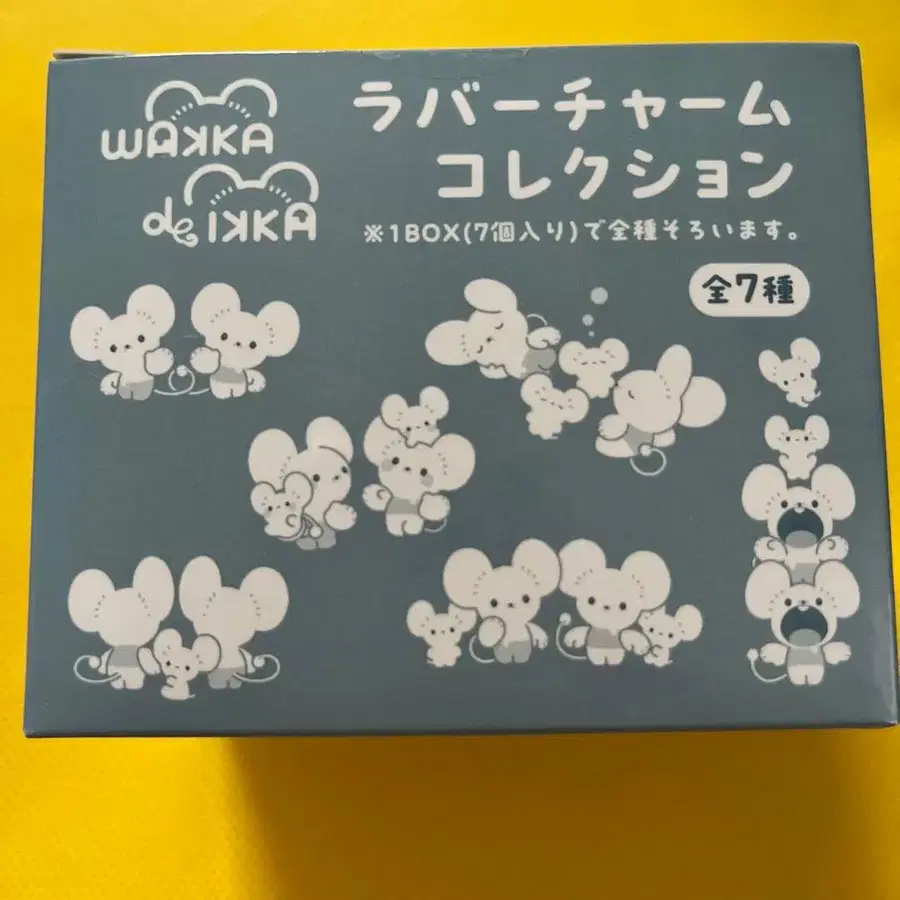 WAKKA
de IKKA
ラバーチャーム
コレクション
※1BOX(7個入り)で全種そろいます。
全7種